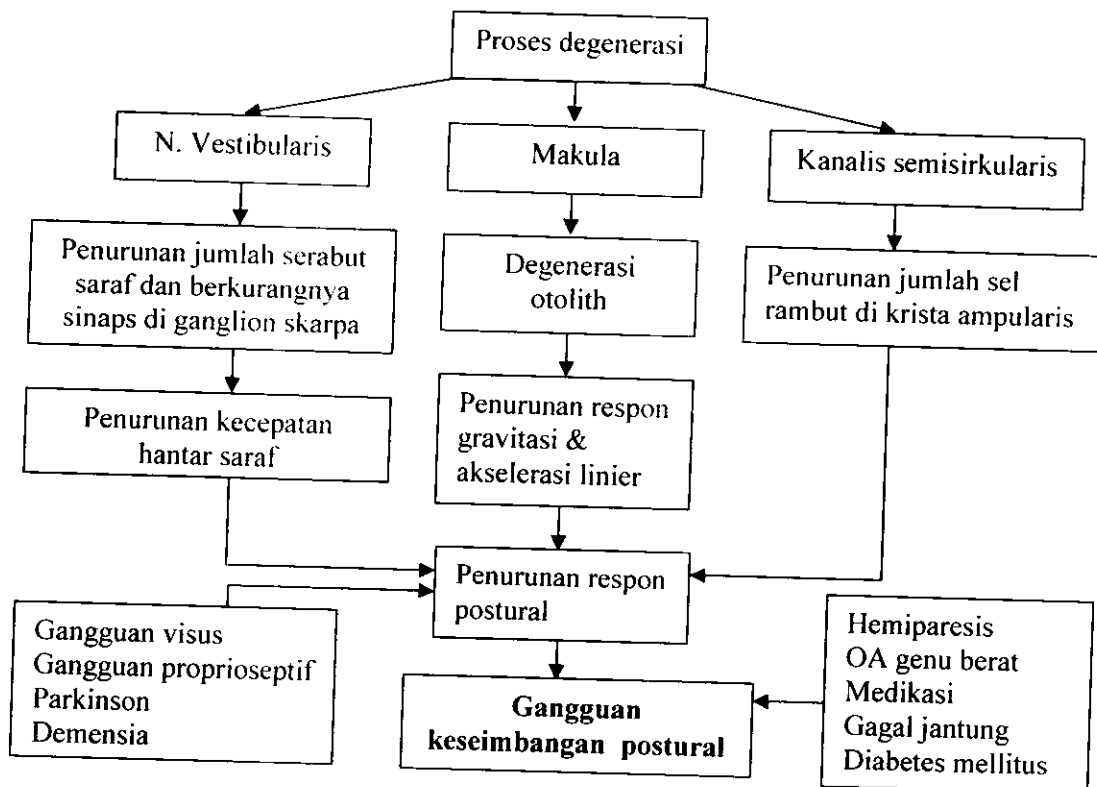 Proses degenerasi
N. Vestibularis
Makula
Kanalis semisirkularis
Penurunan jumlah serabut
saraf dan berkurangnya
sinaps di ganglion skarpa
Degenerasi
otolith
Penurunan jumlah sel
rambut di krista ampularis
Penurunan kecepatan
hantar saraf
Penurunan respon
gravitasi &
akselerasi linier
Penurunan respon
postural
Gangguan visus
Gangguan proprioseptif
Parkinson
Demensia
Gangguan
keseimbangan postural
Hemiparesis
OA genu berat
Medikasi
Gagal jantung
Diabetes mellitus